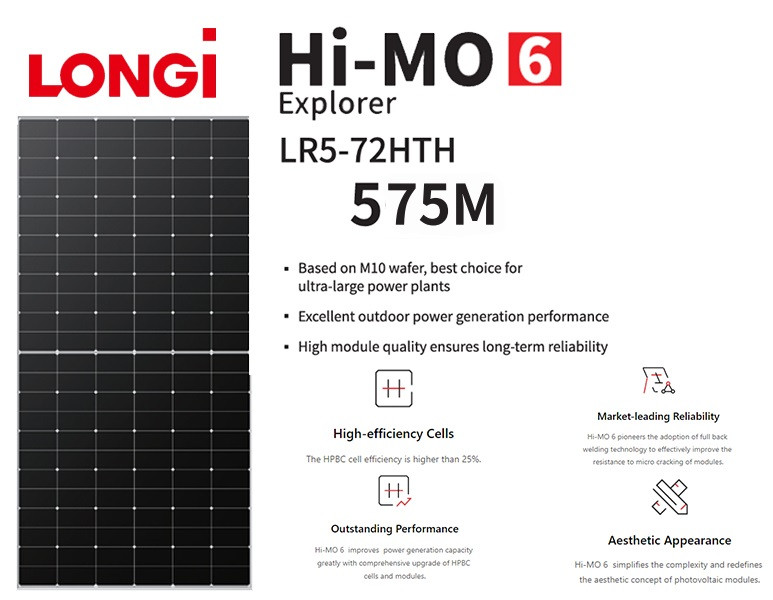 LONGi
Hi-MO 6
Explorer
LR5-72HTH
575M
▪ Based on M10 wafer, best choice for
ultra-large power plants
▪ Excellent outdoor power generation performance
▪ High module quality ensures long-term reliability
High-efficiency Cells
The HPBC cell efficiency is higher than 25%.
Market-leading Reliability
Hi-MO 6 pioneers the adoption of full back
welding technology to effectively improve the
resistance to micro cracking of modules.
Outstanding Performance
Hi-MO 6 improves power generation capacity
greatly with comprehensive upgrade of HPBC
cells and modules.
Aesthetic Appearance
Hi-MO 6 simplifies the complexity and redefines
the aesthetic concept of photovoltaic modules.